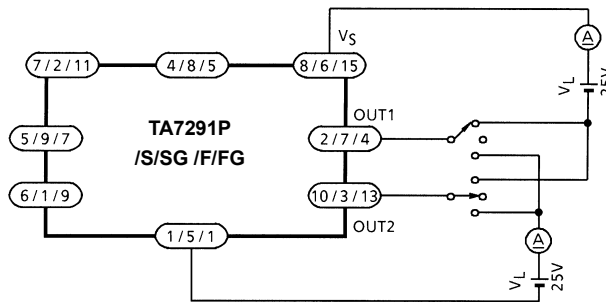 VS
A
7 / 2 / 11
4 / 8 / 5
8 / 6 / 15
VL
25V
OUT1
TA7291P
/S/SG /F/FG
5 / 9 / 7
2 / 7 / 4
6 / 1 / 9
10 / 3 / 13
OUT2
1 / 5 / 1
A
VL
25V